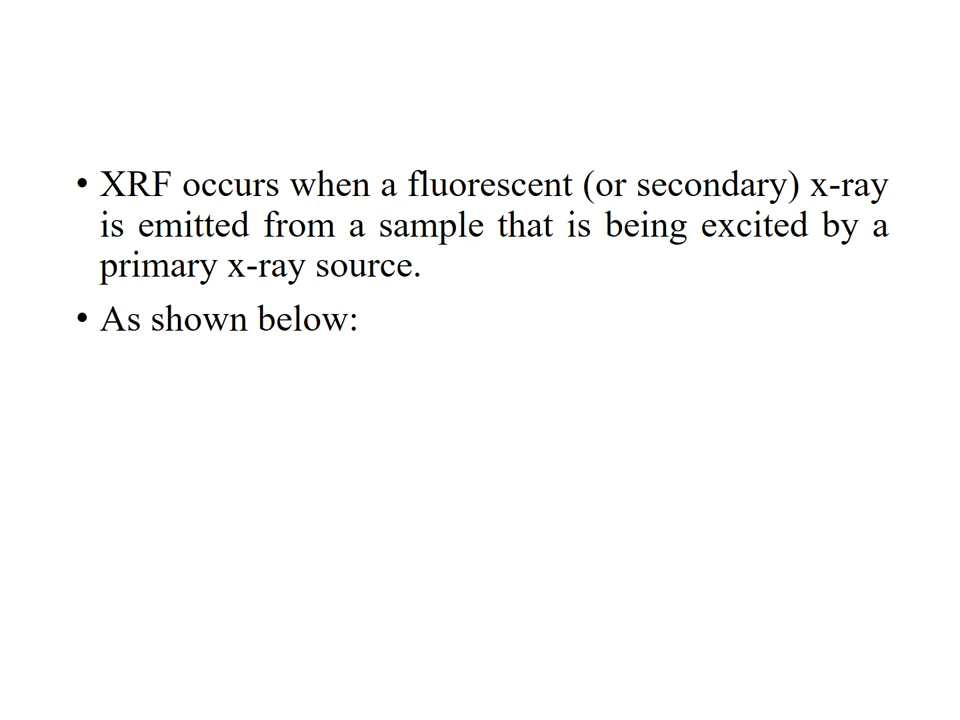 • XRF occurs when a fluorescent (or secondary) x-ray
is emitted from a sample that is being excited by a
primary x-ray source.
• As shown below: